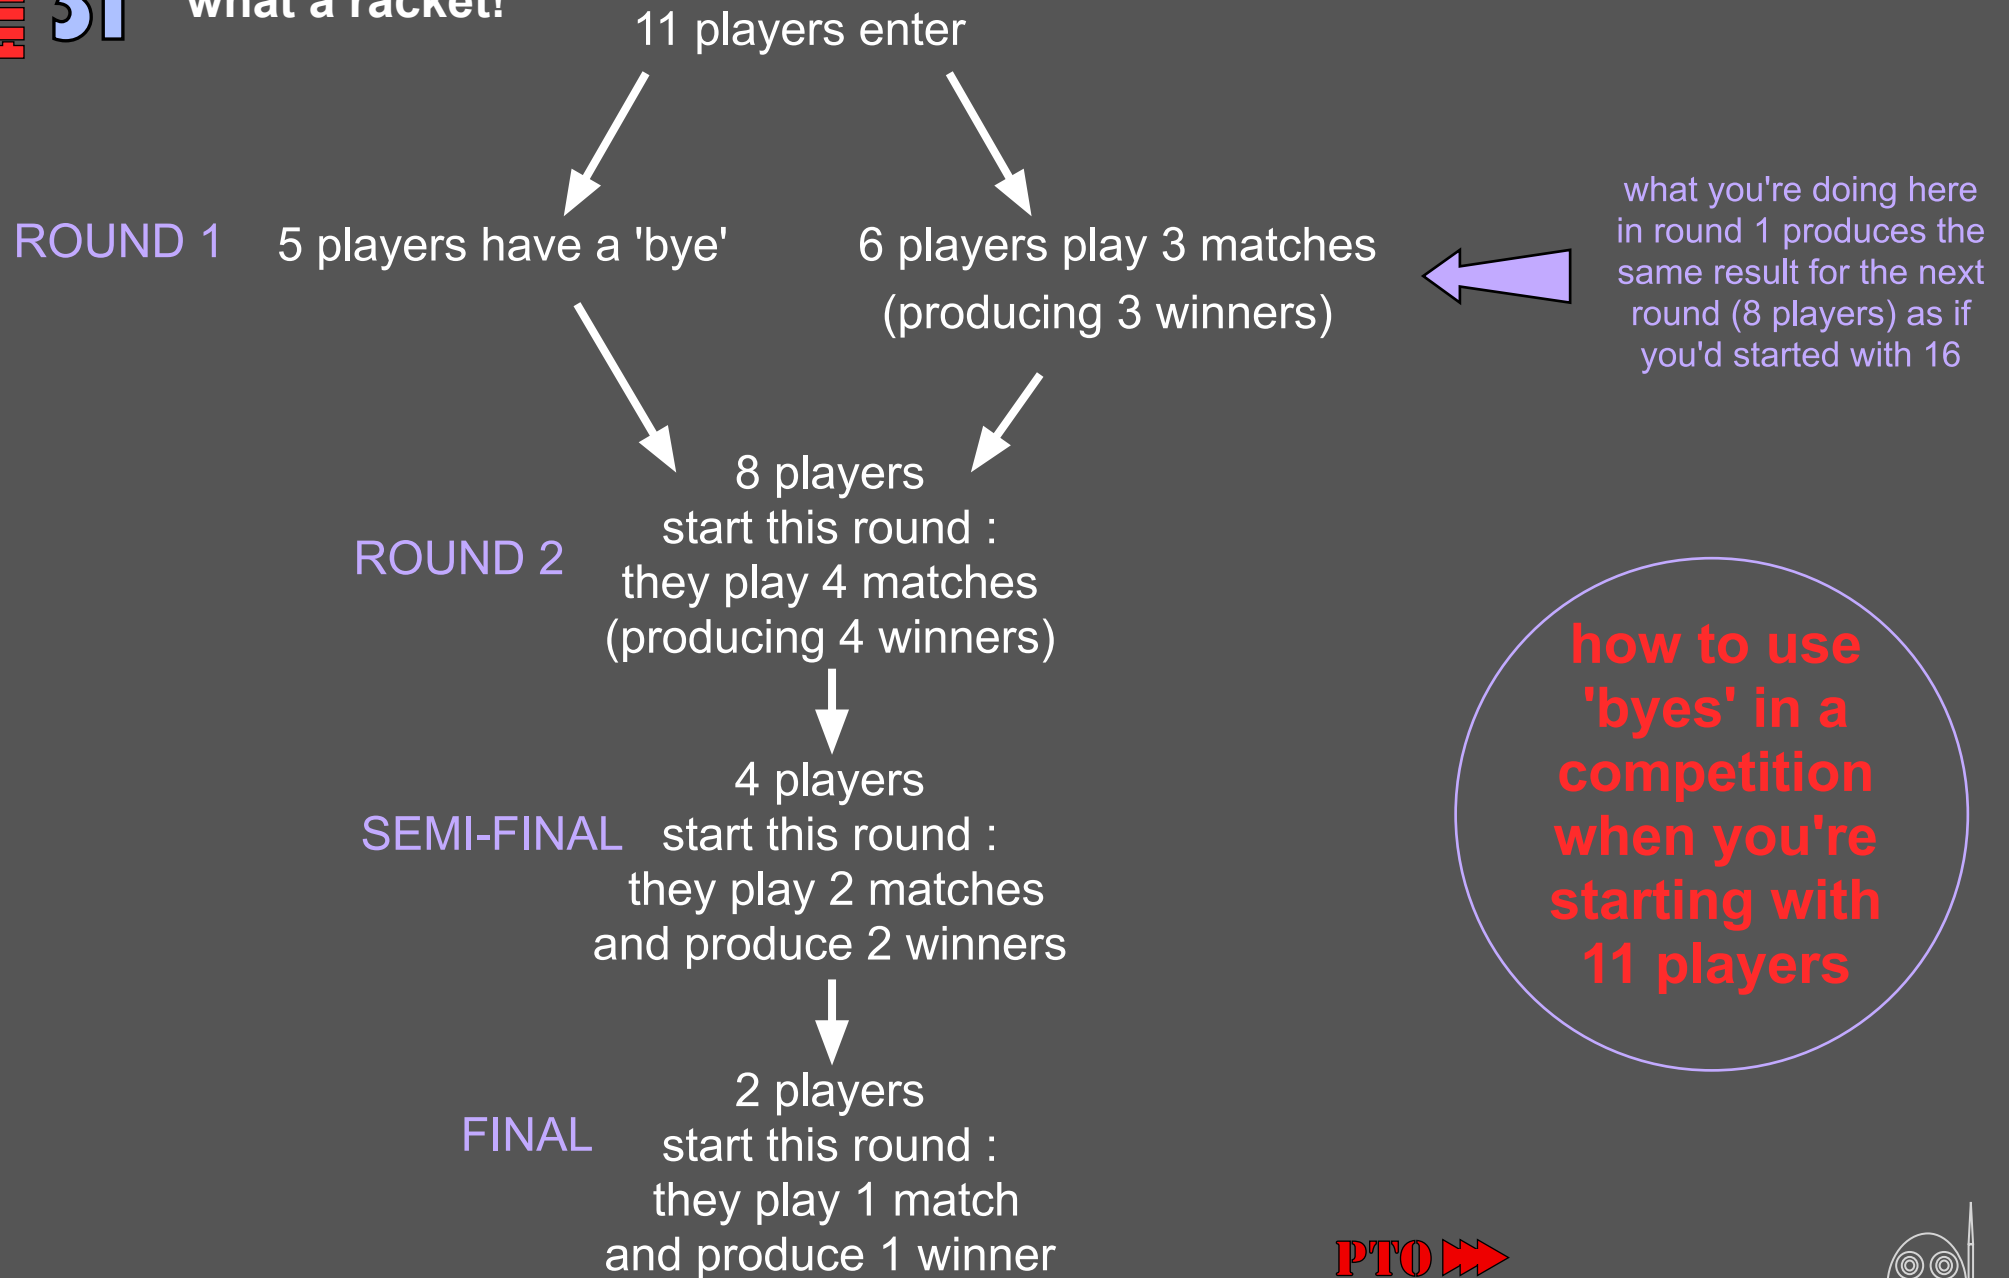 31
what a racket!
11 players enter
ROUND 1
5 players have a 'bye'
6 players play 3 matches
(producing 3 winners)
what you're doing here
in round 1 produces the
same result for the next
round (8 players) as if
you'd started with 16
ROUND 2
8 players
start this round :
they play 4 matches
(producing 4 winners)
how to use
'byes' in a
competition
when you're
starting with
11 players
SEMI-FINAL
4 players
start this round :
they play 2 matches
and produce 2 winners
FINAL
2 players
start this round :
they play 1 match
and produce 1 winner
PTO